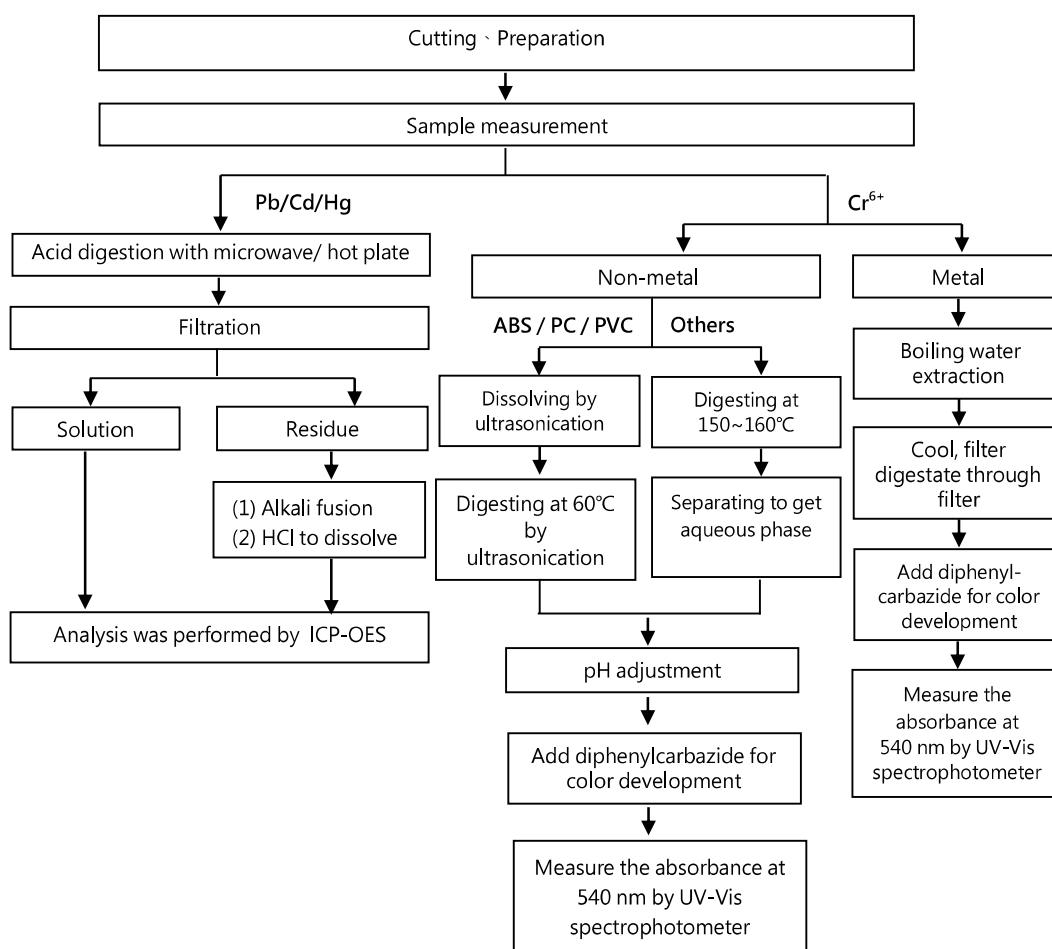 Cutting、Preparation
Sample measurement
Pb/Cd/Hg
Cr⁶⁺
Acid digestion with microwave/ hot plate
Filtration
Solution
Residue
(1) Alkali fusion
(2) HCl to dissolve
Analysis was performed by ICP-OES
Non-metal
ABS / PC / PVC
Others
Dissolving by
ultrasonication
Digesting at
150~160℃
Digesting at 60℃
by
ultrasonication
Separating to get
aqueous phase
pH adjustment
Add diphenylcarbazide for
color development
Measure the absorbance at
540 nm by UV-Vis
spectrophotometer
Metal
Boiling water
extraction
Cool, filter
digestate through
filter
Add diphenyl-
carbazide for color
development
Measure the
absorbance at
540 nm by UV-Vis
spectrophotometer